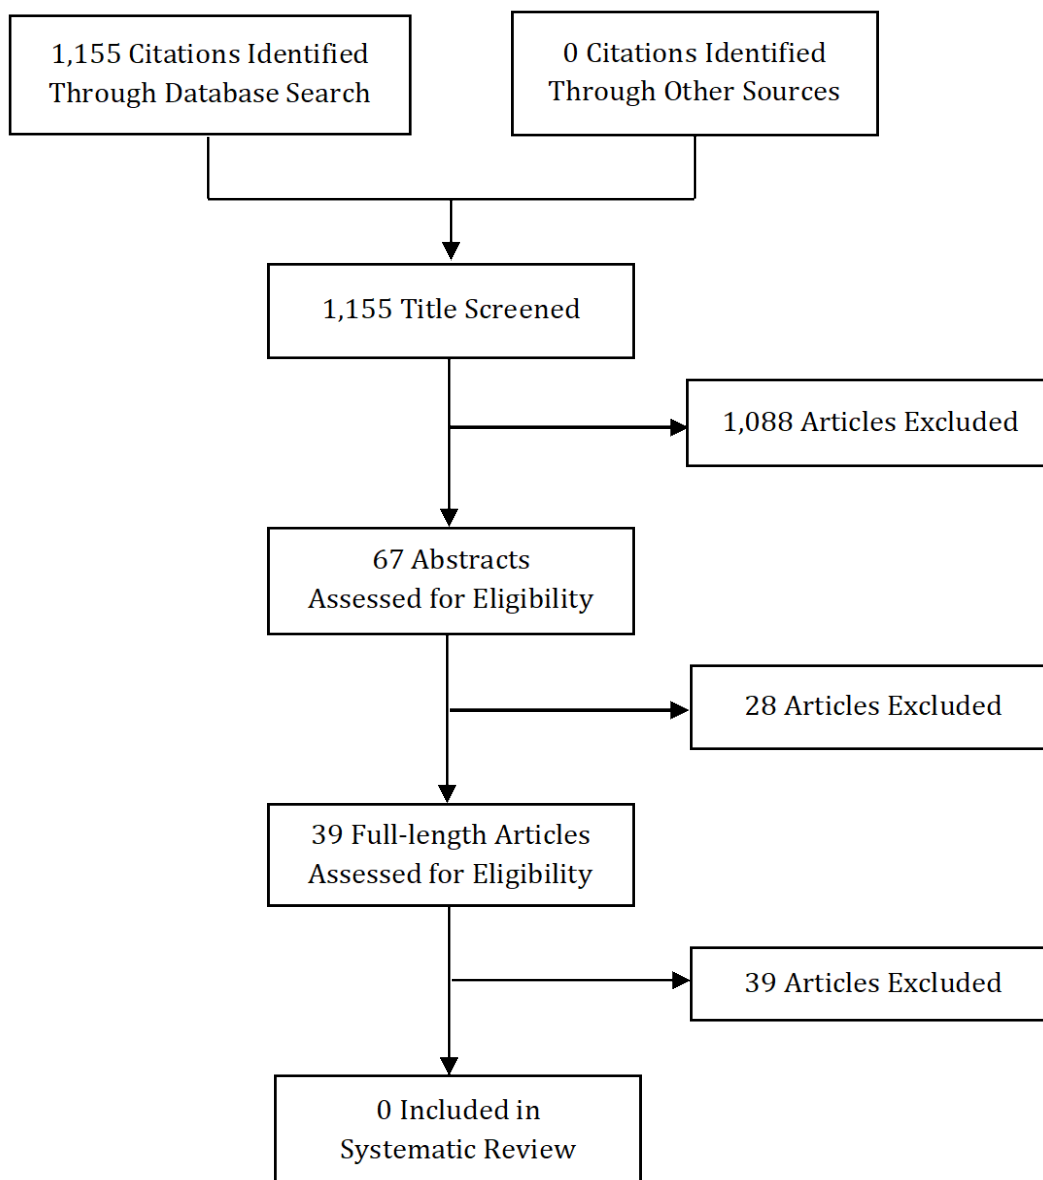 1,155 Citations Identified
Through Database Search
0 Citations Identified
Through Other Sources
1,155 Title Screened
1,088 Articles Excluded
67 Abstracts
Assessed for Eligibility
28 Articles Excluded
39 Full-length Articles
Assessed for Eligibility
39 Articles Excluded
0 Included in
Systematic Review